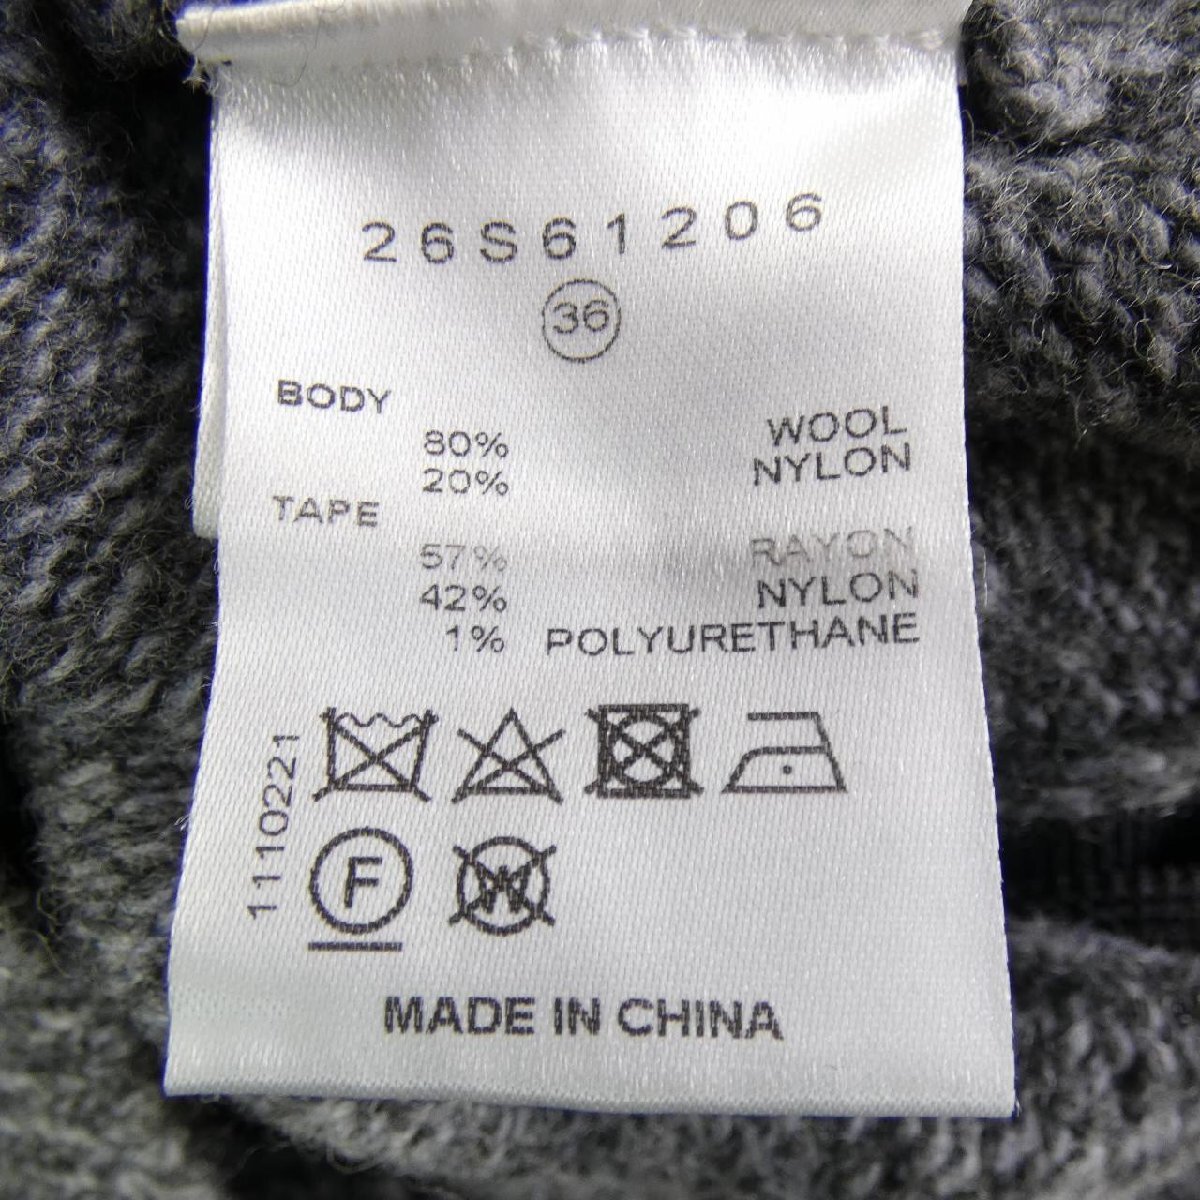 26S61206
36
BODY
80% WOOL
20% NYLON
TAPE
57% RAYON
42% NYLON
1% POLYURETHANE
1110221
F
W
MADE IN CHINA